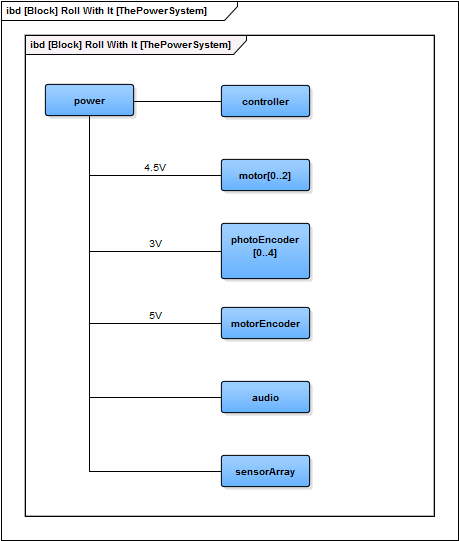 ibd [Block] Roll With It [ThePowerSystem]
ibd [Block] Roll With It [ThePowerSystem]
power
controller
4.5V
motor[0..2]
3V
photoEncoder
[0..4]
5V
motorEncoder
audio
sensorArray